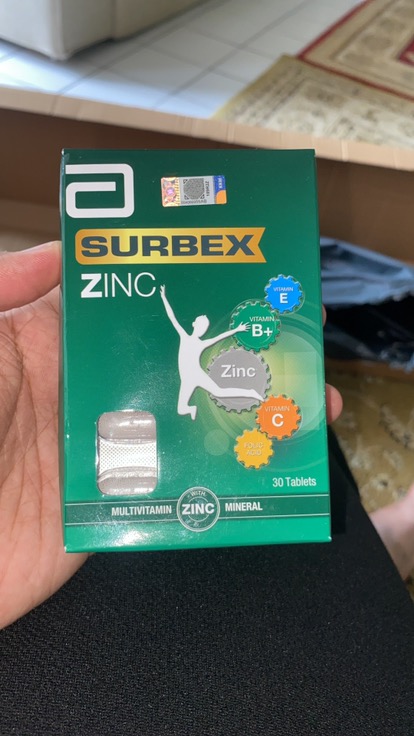 SURBEX
ZINC
VITAMIN
E
VITAMIN
B+
Zinc
VITAMIN
C
FOLIC
ACID
30 Tablets
MULTIVITAMIN
WITH
ZINC
MINERAL